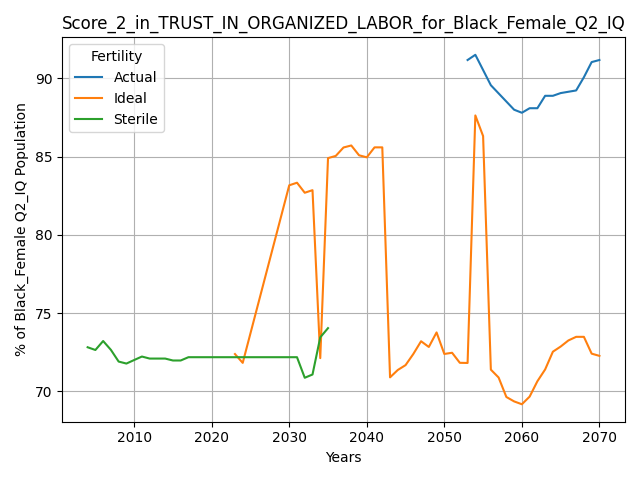 Score_2_in_TRUST_IN_ORGANIZED_LABOR_for_Black_Female_Q2_IQ
Fertility
Actual
Ideal
Sterile
% of Black_Female Q2_IQ Population
90
85
80
75
70
2010 2020 2030 2040 2050 2060 2070
Years